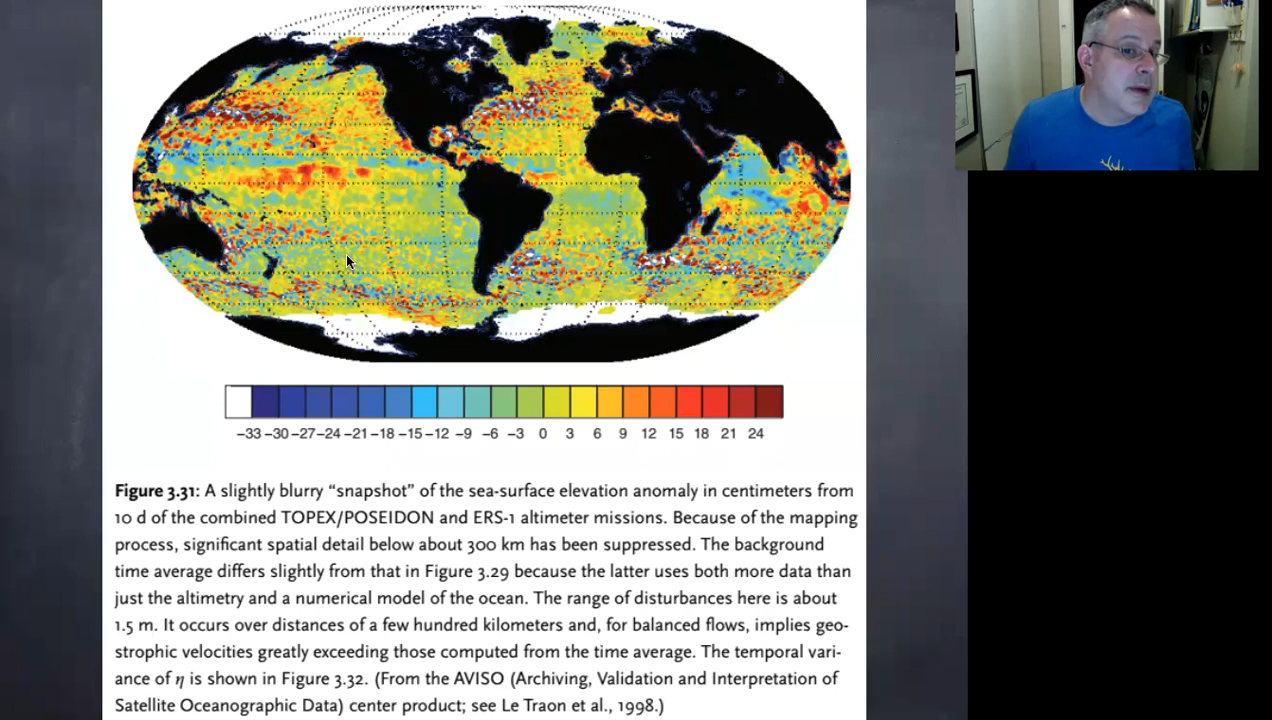 −33−30−27−24−21−18−15−12 −9 −6 −3 0 3 6 9 12 15 18 21 24
Figure 3.31: A slightly blurry “snapshot” of the sea-surface elevation anomaly in centimeters from
10 d of the combined TOPEX/POSEIDON and ERS-1 altimeter missions. Because of the mapping
process, significant spatial detail below about 300 km has been suppressed. The background
time average differs slightly from that in Figure 3.29 because the latter uses both more data than
just the altimetry and a numerical model of the ocean. The range of disturbances here is about
1.5 m. It occurs over distances of a few hundred kilometers and, for balanced flows, implies geo-
strophic velocities greatly exceeding those computed from the time average. The temporal vari-
ance of η is shown in Figure 3.32. (From the AVISO (Archiving, Validation and Interpretation of
Satellite Oceanographic Data) center product; see Le Traon et al., 1998.)